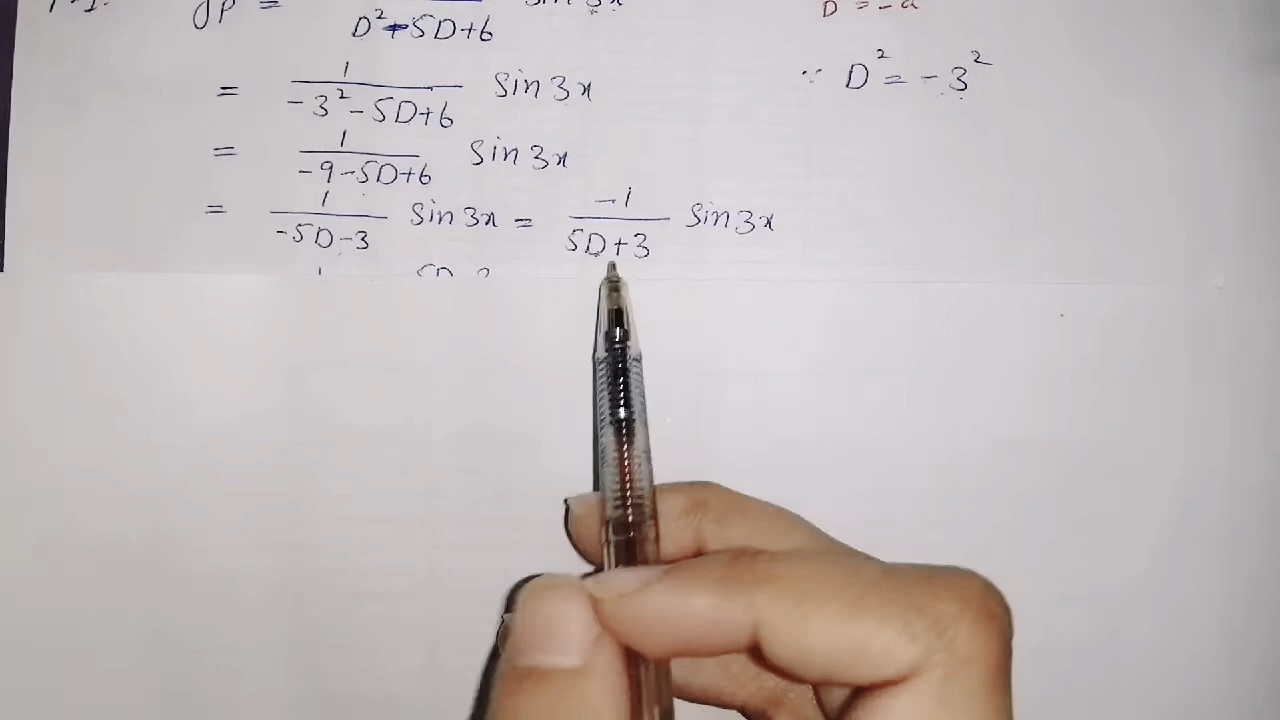 yp =
D² - 5D+6
D² = -3²
= 1/(-3² - 5D+6) Sin 3x
= 1/(-9-5D+6) Sin 3x
= 1/(-5D-3) Sin 3x = -1/(5D+3) Sin 3x